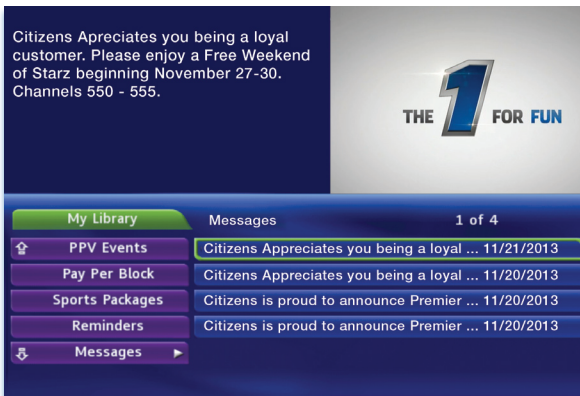 Citizens Apreciates you being a loyal
customer. Please enjoy a Free Weekend
of Starz beginning November 27-30.
Channels 550 - 555.
THE 1 FOR FUN
My Library
Messages 1 of 4
PPV Events
Citizens Appreciates you being a loyal ... 11/21/2013
Pay Per Block
Citizens Appreciates you being a loyal ... 11/20/2013
Sports Packages
Citizens is proud to announce Premier ... 11/20/2013
Reminders
Citizens is proud to announce Premier ... 11/20/2013
Messages